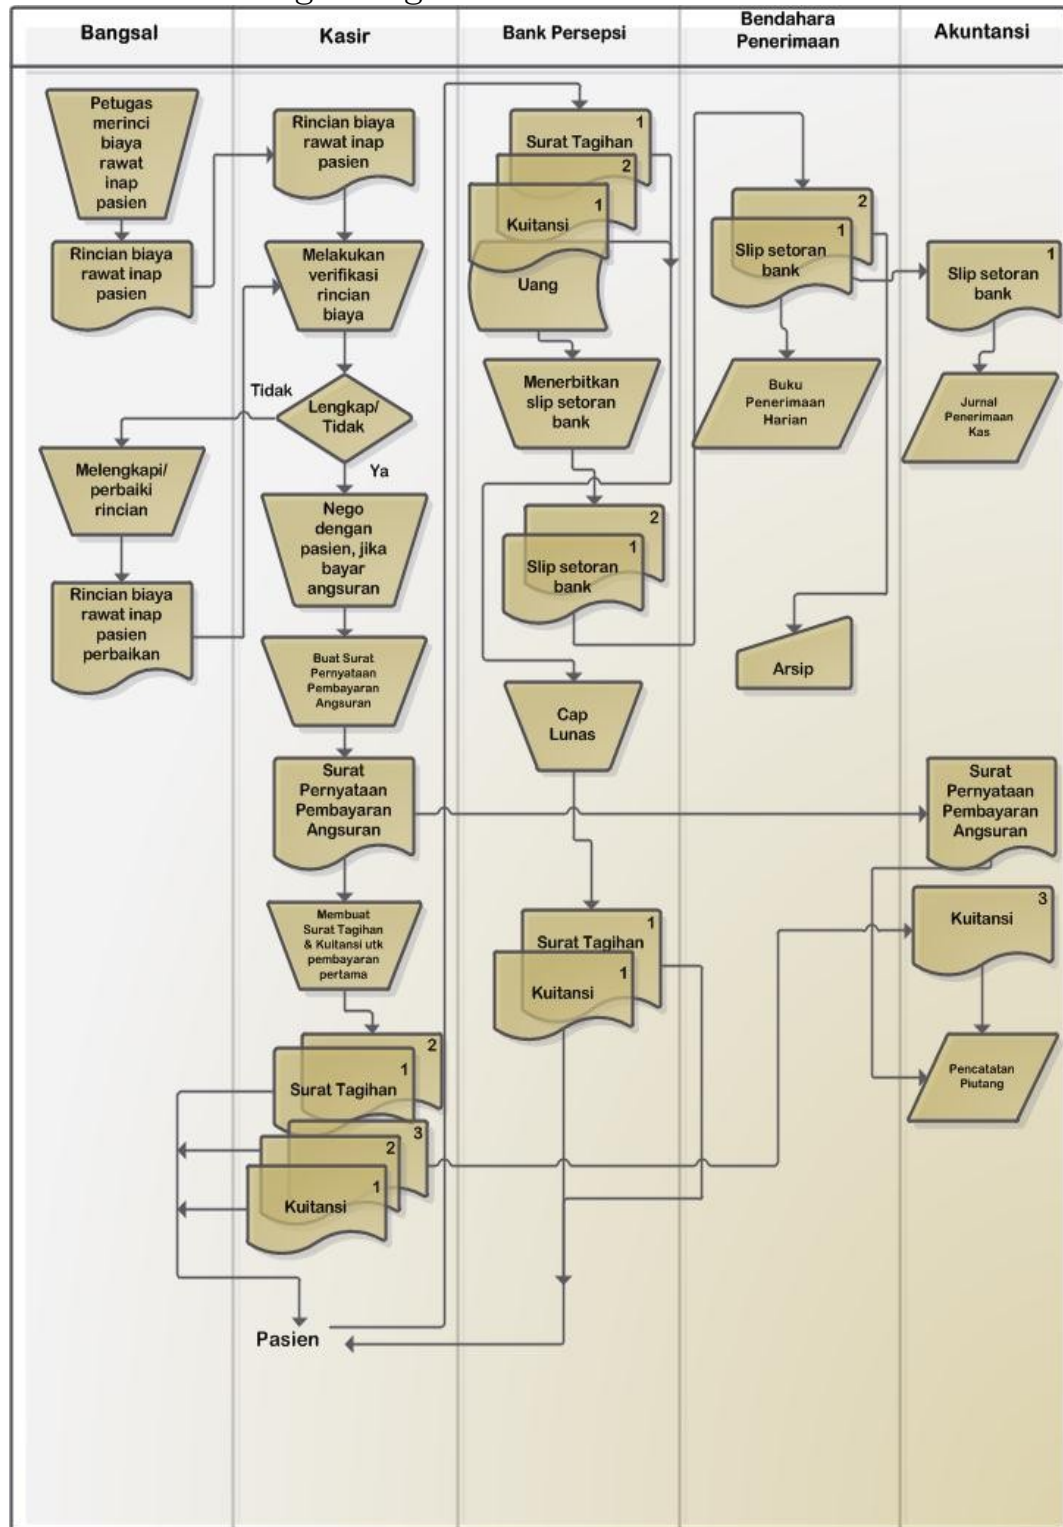 Bangsal
Kasir
Bank Persepsi
Bendahara
Penerimaan
Akuntansi
Petugas
merinci
biaya
rawat
inap
pasien
Rincian biaya
rawat inap
pasien
Melengkapi/
perbaiki
rincian
Rincian biaya
rawat inap
pasien
perbaikan
Rincian biaya
rawat inap
pasien
Melakukan
verifikasi
rincian
biaya
Tidak
Lengkap/
Tidak
Ya
Nego
dengan
pasien, jika
bayar
angsuran
Buat Surat
Pernyataan
Pembayaran
Angsuran
Surat
Pernyataan
Pembayaran
Angsuran
Membuat
Surat Tagihan
& Kuitansi utk
pembayaran
pertama
2
1
Surat Tagihan
3
2
1
Kuitansi
Pasien
1
Surat Tagihan
2
1
Kuitansi
Uang
Menerbitkan
slip setoran
bank
2
1
Slip setoran
bank
Cap
Lunas
1
Surat Tagihan
1
Kuitansi
2
1
Slip setoran
bank
Buku
Penerimaan
Harian
Arsip
1
Slip setoran
bank
Jurnal
Penerimaan
Kas
Surat
Pernyataan
Pembayaran
Angsuran
3
Kuitansi
Pencatatan
Piutang